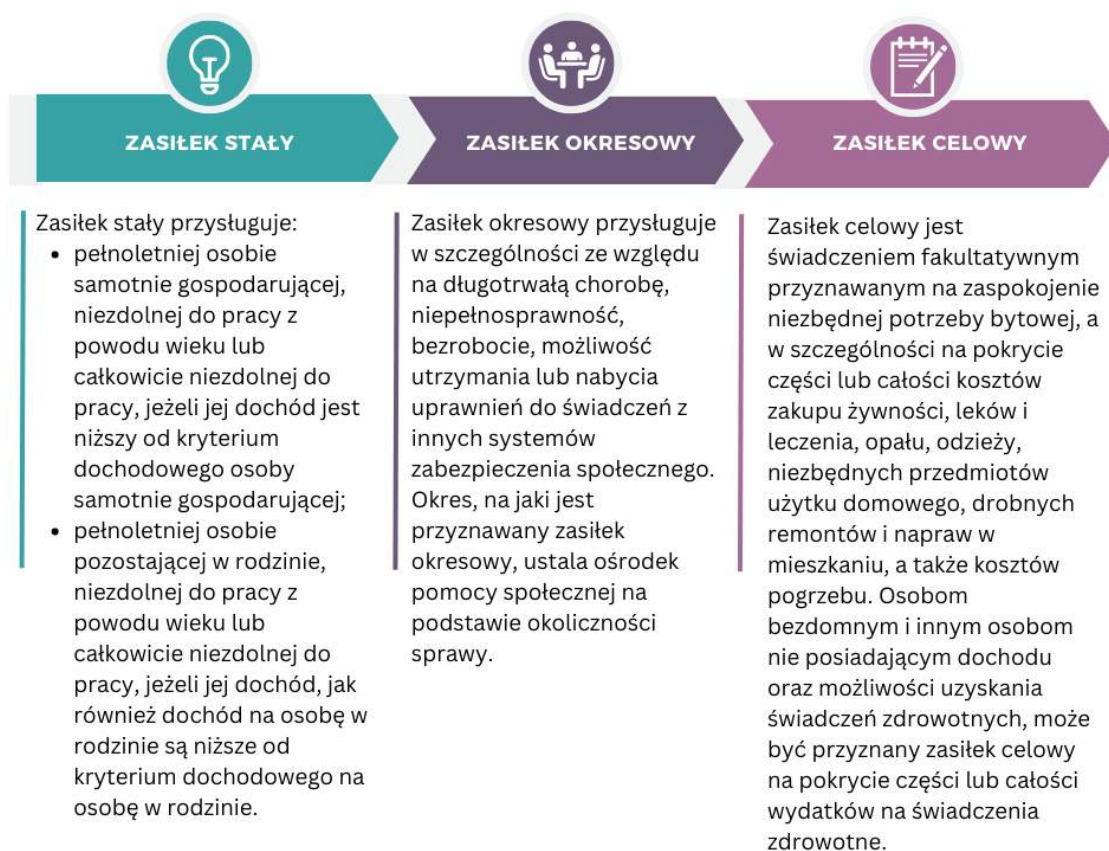 ZASIŁEK STAŁY
Zasiłek stały przysługuje:
• pełnoletniej osobie
samotnie gospodarującej,
niezdolnej do pracy z
powodu wieku lub
całkowicie niezdolnej do
pracy, jeżeli jej dochód jest
niższy od kryterium
dochodowego osoby
samotnie gospodarującej;
• pełnoletniej osobie
pozostającej w rodzinie,
niezdolnej do pracy z
powodu wieku lub
całkowicie niezdolnej do
pracy, jeżeli jej dochód, jak
również dochód na osobę w
rodzinie są niższe od
kryterium dochodowego na
osobę w rodzinie.
ZASIŁEK OKRESOWY
Zasiłek okresowy przysługuje
w szczególności ze względu
na długotrwałą chorobę,
niepełnosprawność,
bezrobocie, możliwość
utrzymania lub nabycia
uprawnień do świadczeń z
innych systemów
zabezpieczenia społecznego.
Okres, na jaki jest
przyznawany zasiłek
okresowy, ustala ośrodek
pomocy społecznej na
podstawie okoliczności
sprawy.
ZASIŁEK CELOWY
Zasiłek celowy jest
świadczeniem fakultatywnym
przyznawanym na zaspokojenie
niezbędnej potrzeby bytowej, a
w szczególności na pokrycie
części lub całości kosztów
zakupu żywności, leków i
leczenia, opału, odzieży,
niezbędnych przedmiotów
użytku domowego, drobnych
remontów i napraw w
mieszkaniu, a także kosztów
pogrzebu. Osobom
bezdomnym i innym osobom
nie posiadającym dochodu
oraz możliwości uzyskania
świadczeń zdrowotnych, może
być przyznany zasiłek celowy
na pokrycie części lub całości
wydatków na świadczenia
zdrowotne.